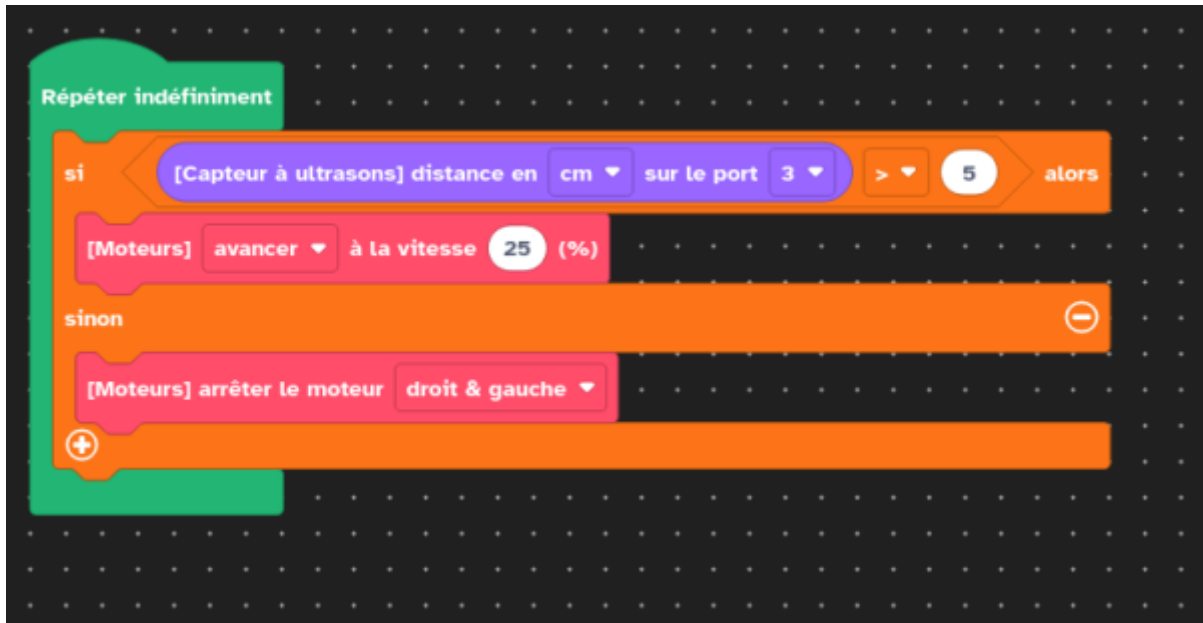 Répéter indéfiniment
si [Capteur à ultrasons] distance en cm sur le port 3 > 5 alors
[Moteurs] avancer à la vitesse 25 (%)
sinon
[Moteurs] arrêter le moteur droit & gauche